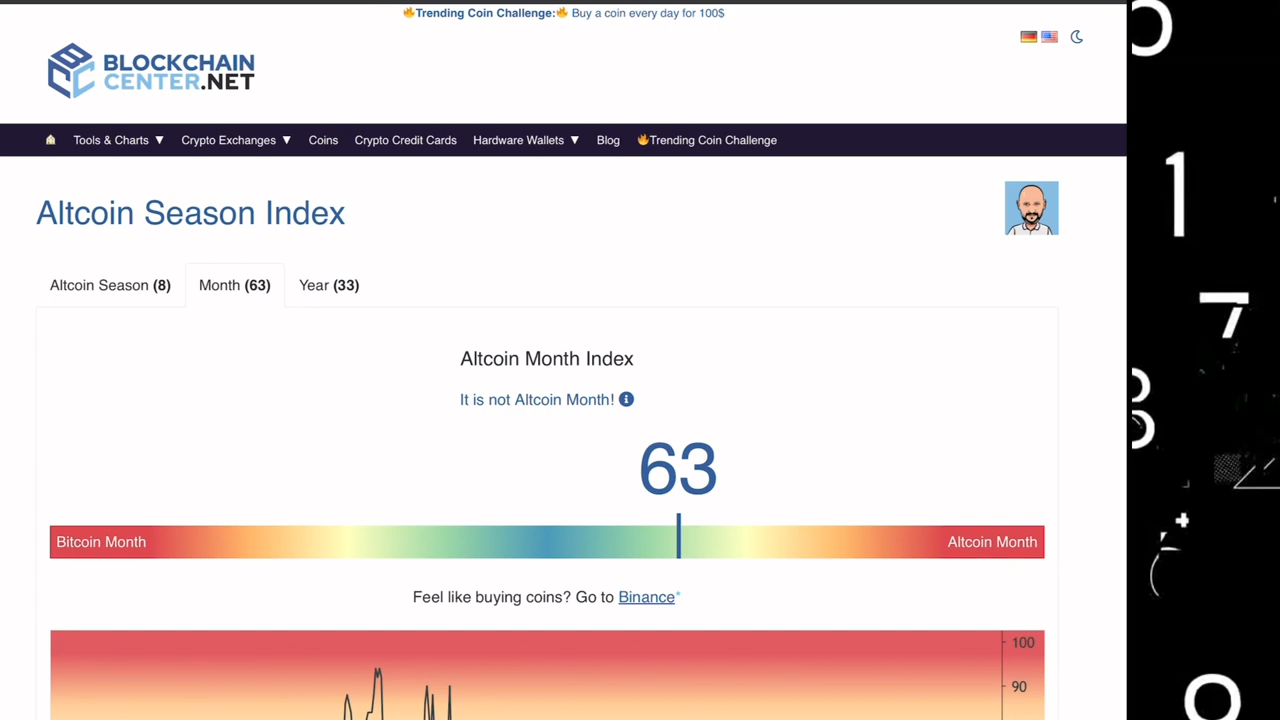 🔥Trending Coin Challenge:🔥 Buy a coin every day for 100$
BLOCKCHAIN
CENTER.NET
Tools & Charts ▼ Crypto Exchanges ▼ Coins Crypto Credit Cards Hardware Wallets ▼ Blog 🔥Trending Coin Challenge
Altcoin Season Index
Altcoin Season (8) Month (63) Year (33)
Altcoin Month Index
It is not Altcoin Month!
63
Bitcoin Month Altcoin Month
Feel like buying coins? Go to Binance*
100
90
1
7